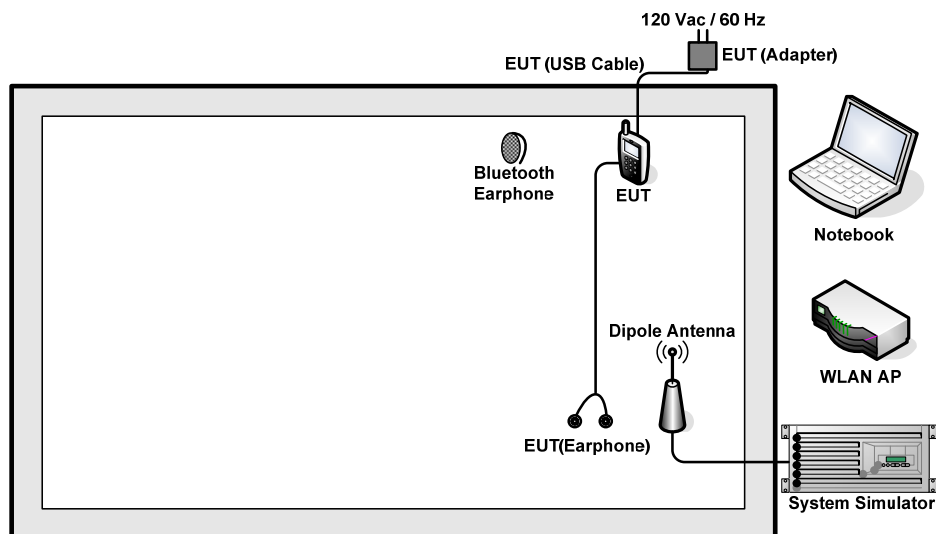 120 Vac / 60 Hz
EUT (USB Cable)
EUT (Adapter)
Bluetooth
Earphone
EUT
Notebook
Dipole Antenna
WLAN AP
EUT(Earphone)
System Simulator